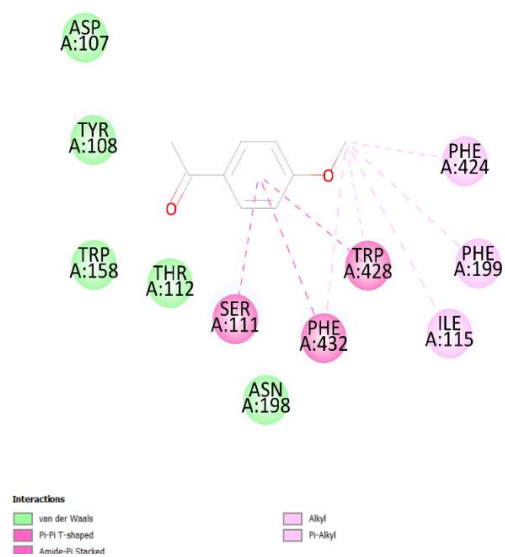 ASP
A:107
TYR
A:108
PHE
A:424
O
O
TRP
A:158
THR
A:112
TRP
A:428
PHE
A:199
SER
A:111
PHE
A:432
ILE
A:115
ASN
A:198
Interactions
van der Waals
Pi-Pi T-shaped
Amide-Pi Stacked
Alkyl
Pi-Alkyl